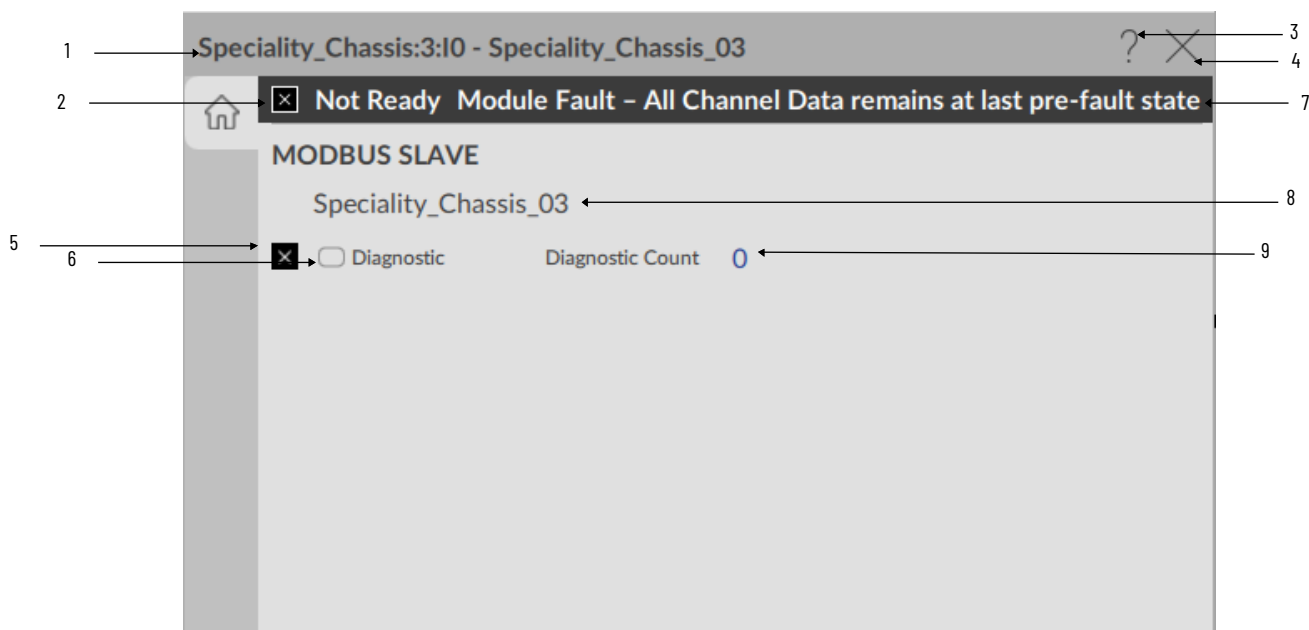 1 Speciality_Chassis:3:I0 - Speciality_Chassis_03 ? 3
4
2 Not Ready Module Fault – All Channel Data remains at last pre-fault state 7
MODBUS SLAVE
Speciality_Chassis_03 8
5
6 Diagnostic Diagnostic Count 0 9